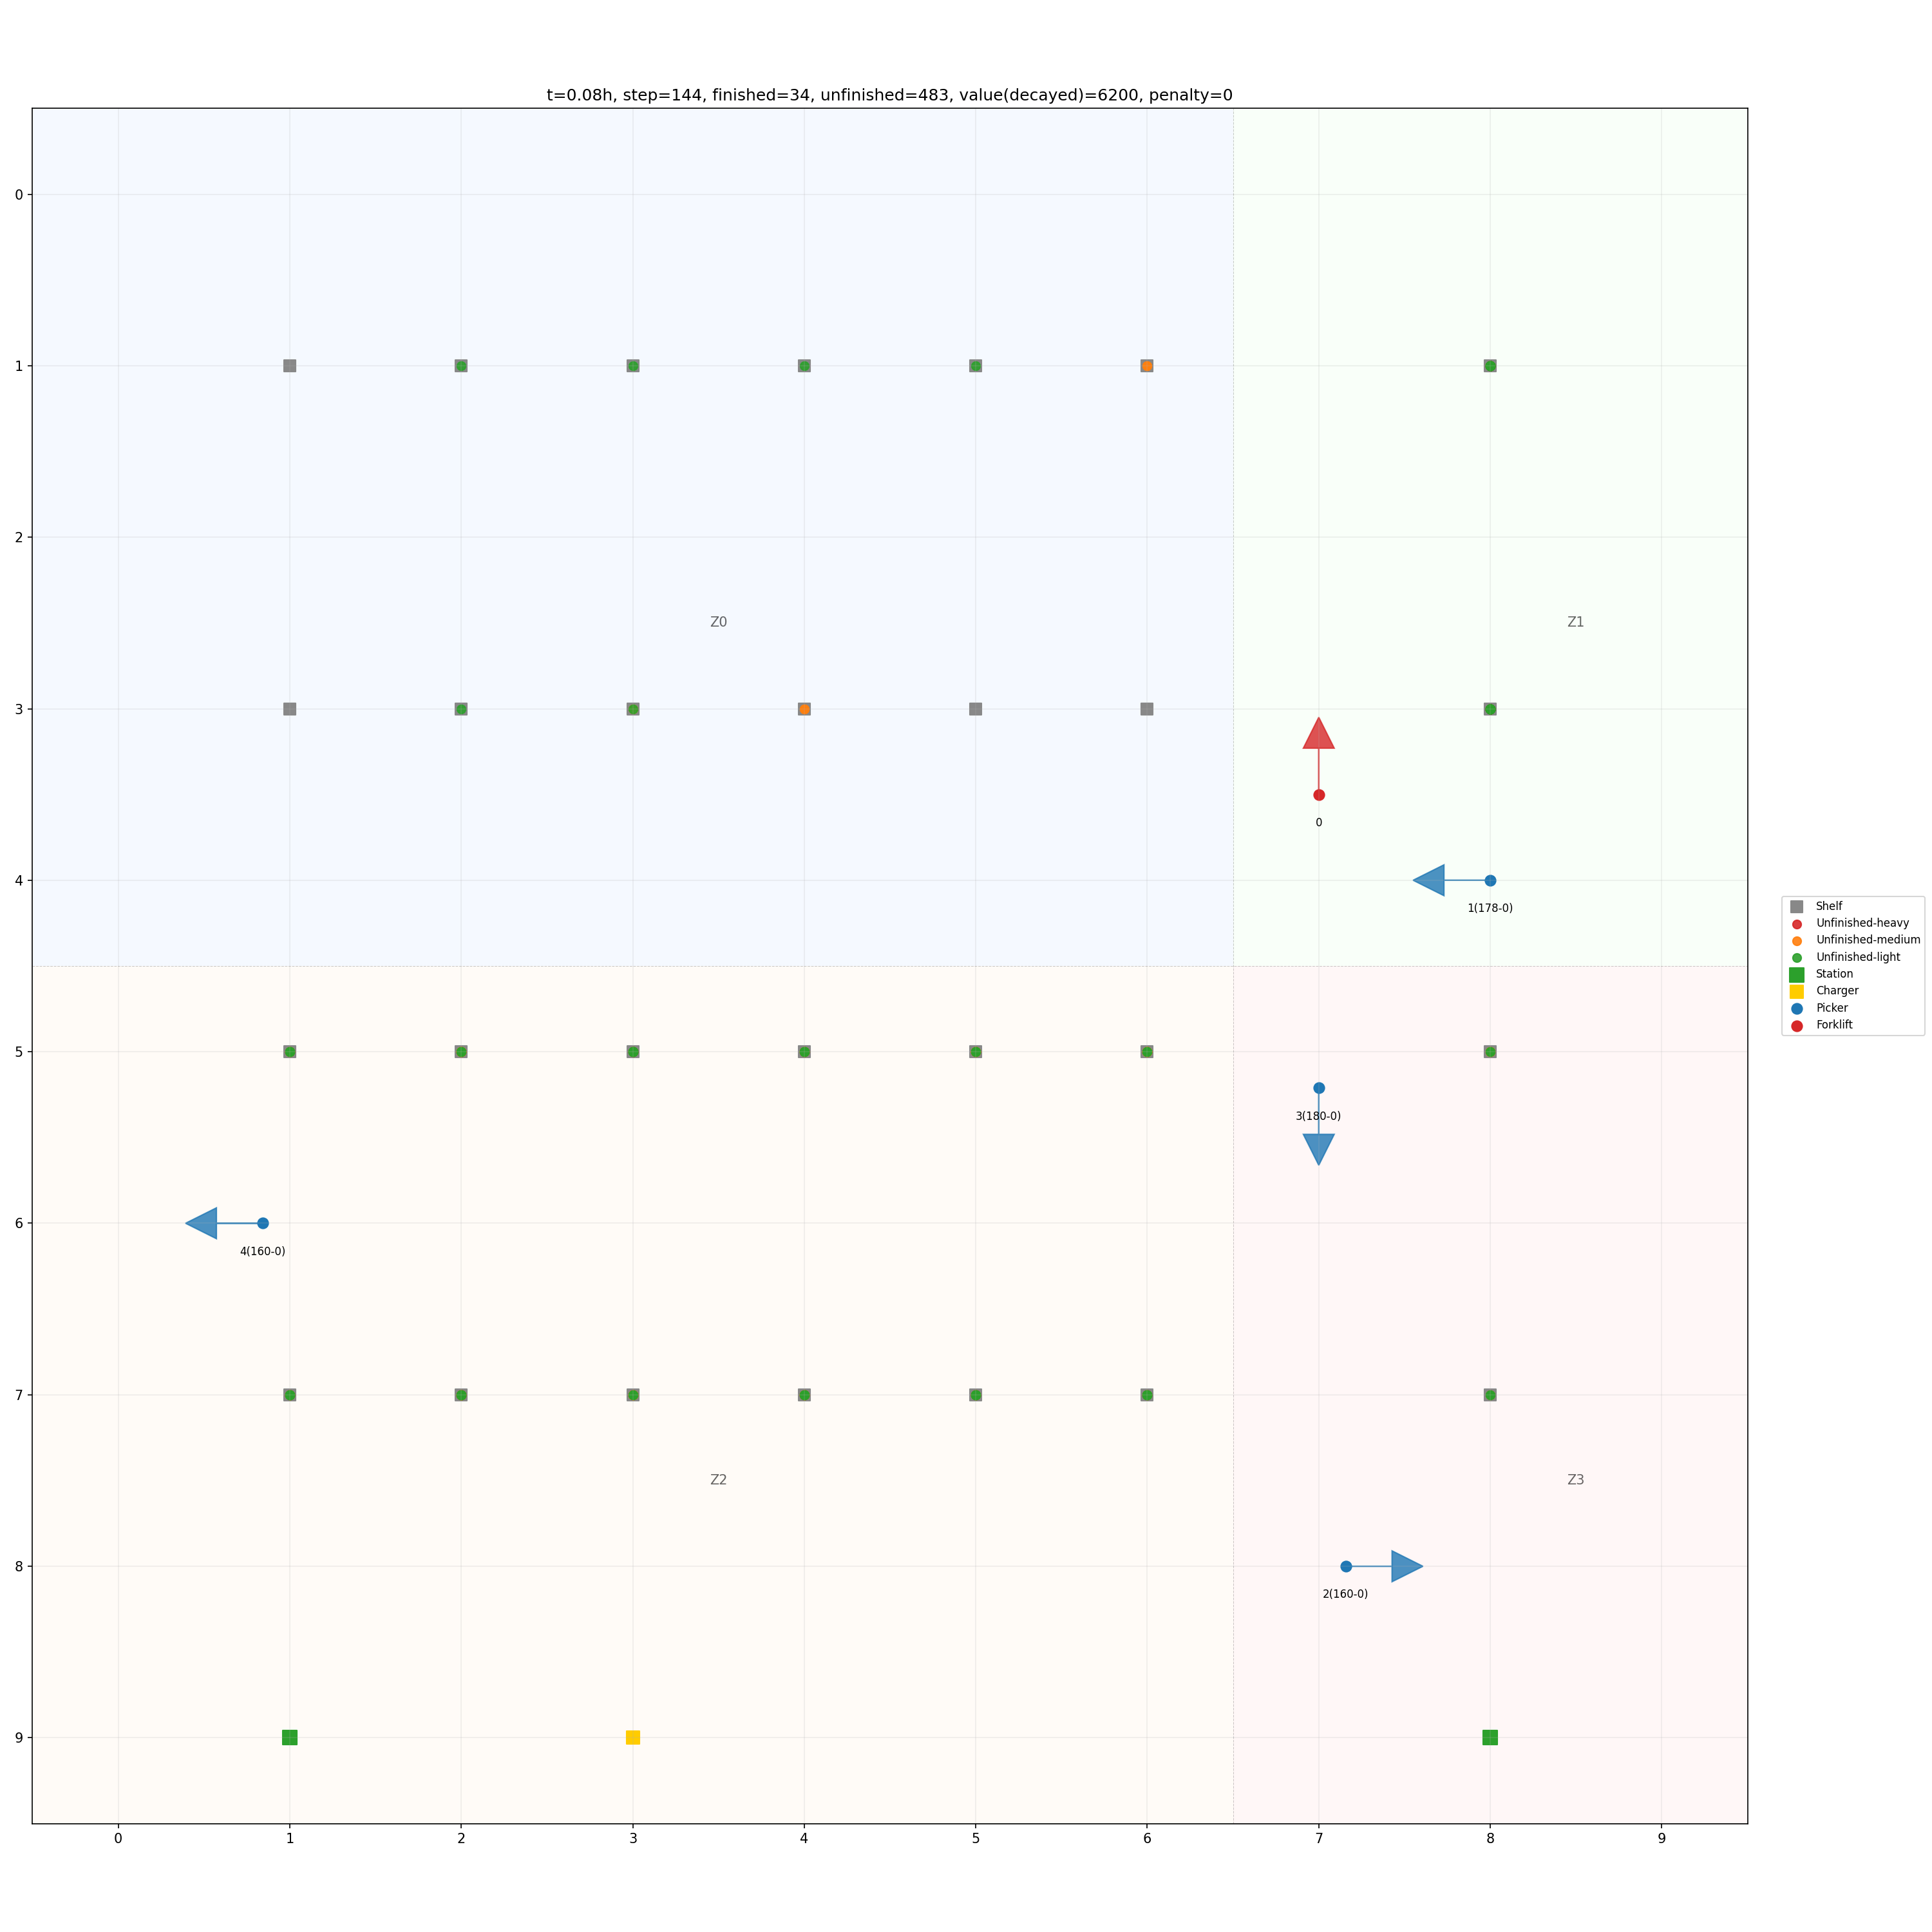 t=0.08h, step=144, finished=34, unfinished=483, value(decayed)=6200, penalty=0
0
1
2
Z0
Z1
3
0
4
1(178-0)
Shelf
Unfinished-heavy
Unfinished-medium
Unfinished-light
Station
Charger
Picker
Forklift
5
3(180-0)
6
4(160-0)
7
Z2
Z3
8
2(160-0)
9
0 1 2 3 4 5 6 7 8 9